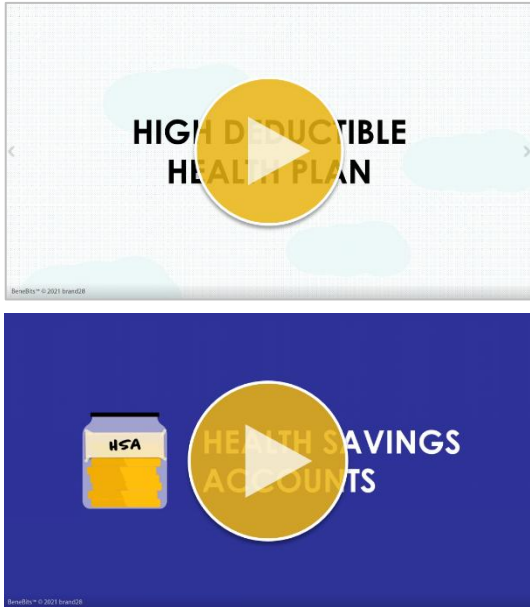 HIGH DEDUCTIBLE
HEALTH PLAN
BeneBits™ © 2021 brand28
HSA
HEALTH SAVINGS
ACCOUNTS
BeneBits™ © 2021 brand28